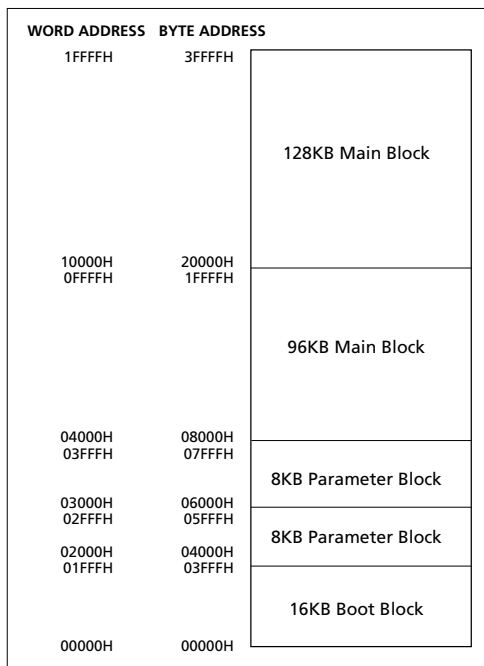 WORD ADDRESS BYTE ADDRESS
1FFFFH 3FFFFH
128KB Main Block
10000H 20000H
0FFFFH 1FFFFH
96KB Main Block
04000H 08000H
03FFFH 07FFFH
8KB Parameter Block
03000H 06000H
02FFFH 05FFFH
8KB Parameter Block
02000H 04000H
01FFFH 03FFFH
16KB Boot Block
00000H 00000H